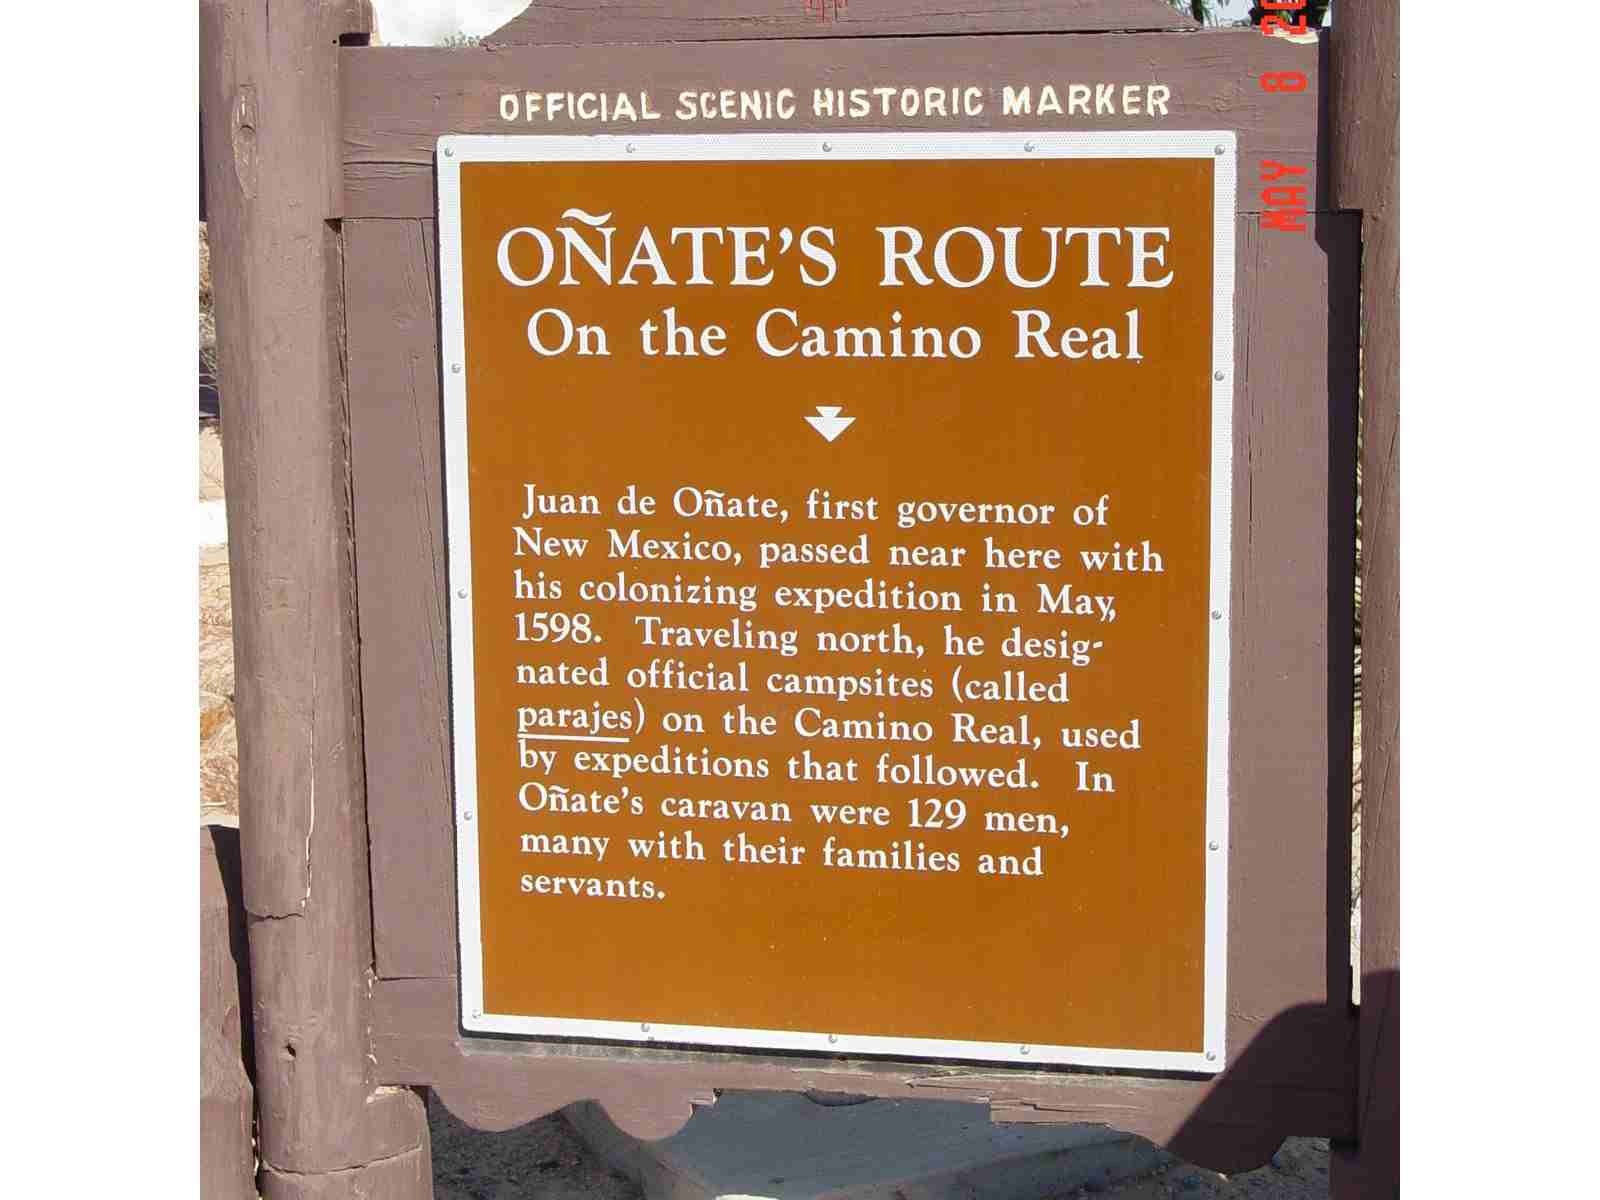 OFFICIAL SCENIC HISTORIC MARKER
OÑATE'S ROUTE
On the Camino Real
Juan de Oñate, first governor of
New Mexico, passed near here with
his colonizing expedition in May,
1598. Traveling north, he desig-
nated official campsites (called
parajes) on the Camino Real, used
by expeditions that followed. In
Oñate's caravan were 129 men,
many with their families and
servants.
MAY 8